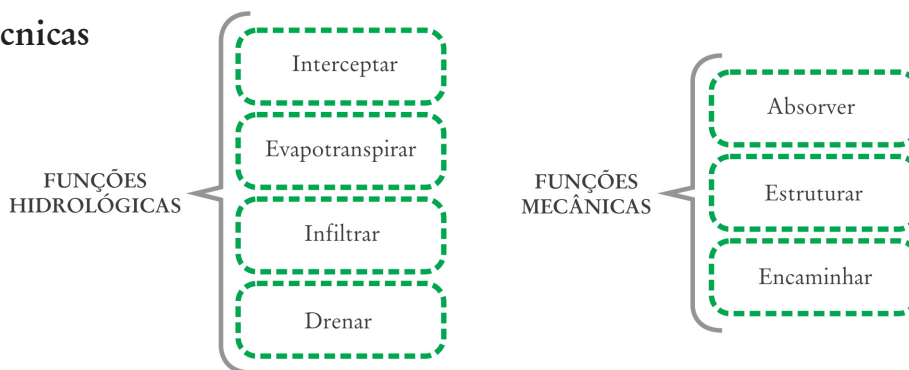 cnicas
FUNÇÕES
HIDROLÓGICAS
Interceptar
Evapotranspirar
Infiltrar
Drenar
FUNÇÕES
MECÂNICAS
Absorver
Estruturar
Encaminhar